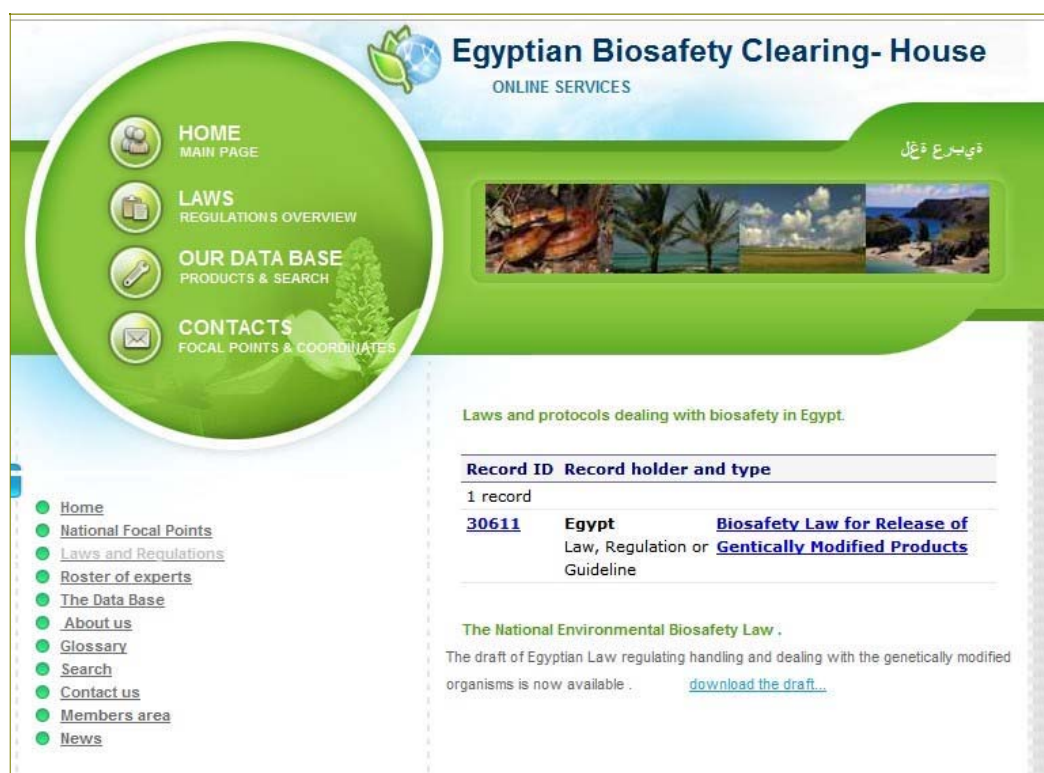 Egyptian Biosafety Clearing- House
ONLINE SERVICES
HOME
MAIN PAGE
LAWS
REGULATIONS OVERVIEW
OUR DATA BASE
PRODUCTS & SEARCH
CONTACTS
FOCAL POINTS & COORDINATES
ةيبرع ةغل
Home
National Focal Points
Laws and Regulations
Roster of experts
The Data Base
About us
Glossary
Search
Contact us
Members area
News
Laws and protocols dealing with biosafety in Egypt.
Record ID Record holder and type
1 record
30611 Egypt Biosafety Law for Release of
Law, Regulation or Gentically Modified Products
Guideline
The National Environmental Biosafety Law .
The draft of Egyptian Law regulating handling and dealing with the genetically modified
organisms is now available . download the draft...